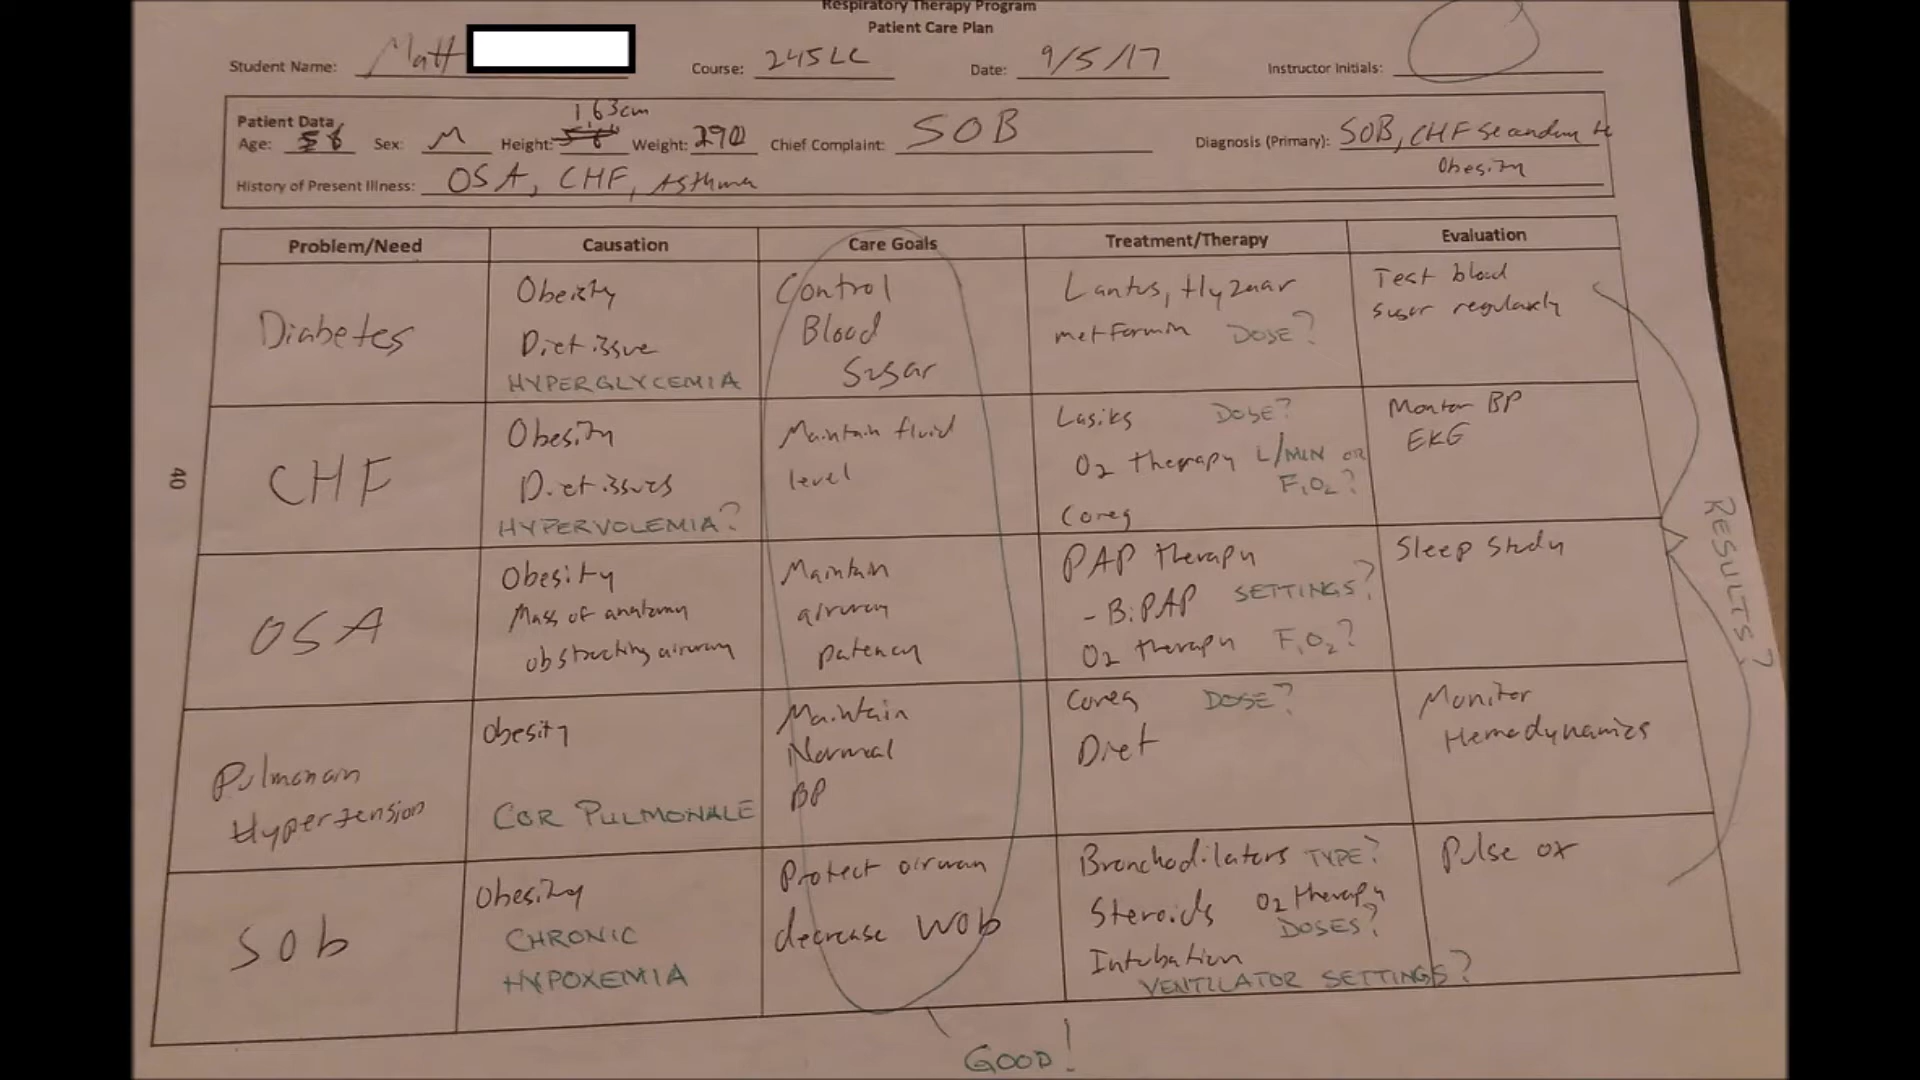 Respiratory Therapy Program
Patient Care Plan
Student Name: Matt Course: 245LC Date: 9/5/17 Instructor Initials:
Patient Data
163cm
Age: 56 Sex: M Height: Weight: 290 Chief Complaint: SOB Diagnosis (Primary): SOB, CHF
Obesity
History of Present Illness: OSA, CHF, Asthma
Problem/Need Causation Care Goals Treatment/Therapy Evaluation
Diabetes
Obeisty
Diet issue
HYPERGLYCEMIA
Control
Blood
Sugar
Lantus, Hyzaar
metformin DOSE?
Test blood
sugar regularly
CHF
Obesity
Diet issues
HYPERVOLEMIA?
Maintain fluid
level
Lasiks DOSE?
O2 therapy L/MIN OR
FiO2?
Coreg
Monitor BP
EKG
40
OSA
Obesity
Mass of anatomy
obstructing airway
Maintain
airway
patency
PAP therapy
- BiPAP SETTINGS?
O2 therapy FiO2?
Sleep Study
Pulmonary
Hypertension
Obesity
COR PULMONALE
Maintain
Normal
BP
Coreg DOSE?
Diet
Monitor
Hemodynamics
SOb
Obesity
CHRONIC
HYPOXEMIA
Protect airway
decrease WOb
Bronchodilators TYPE?
Steroids O2 therapy
DOSES?
Intubation
VENTILATOR SETTINGS?
Pulse ox
RESULTS?
GOOD!